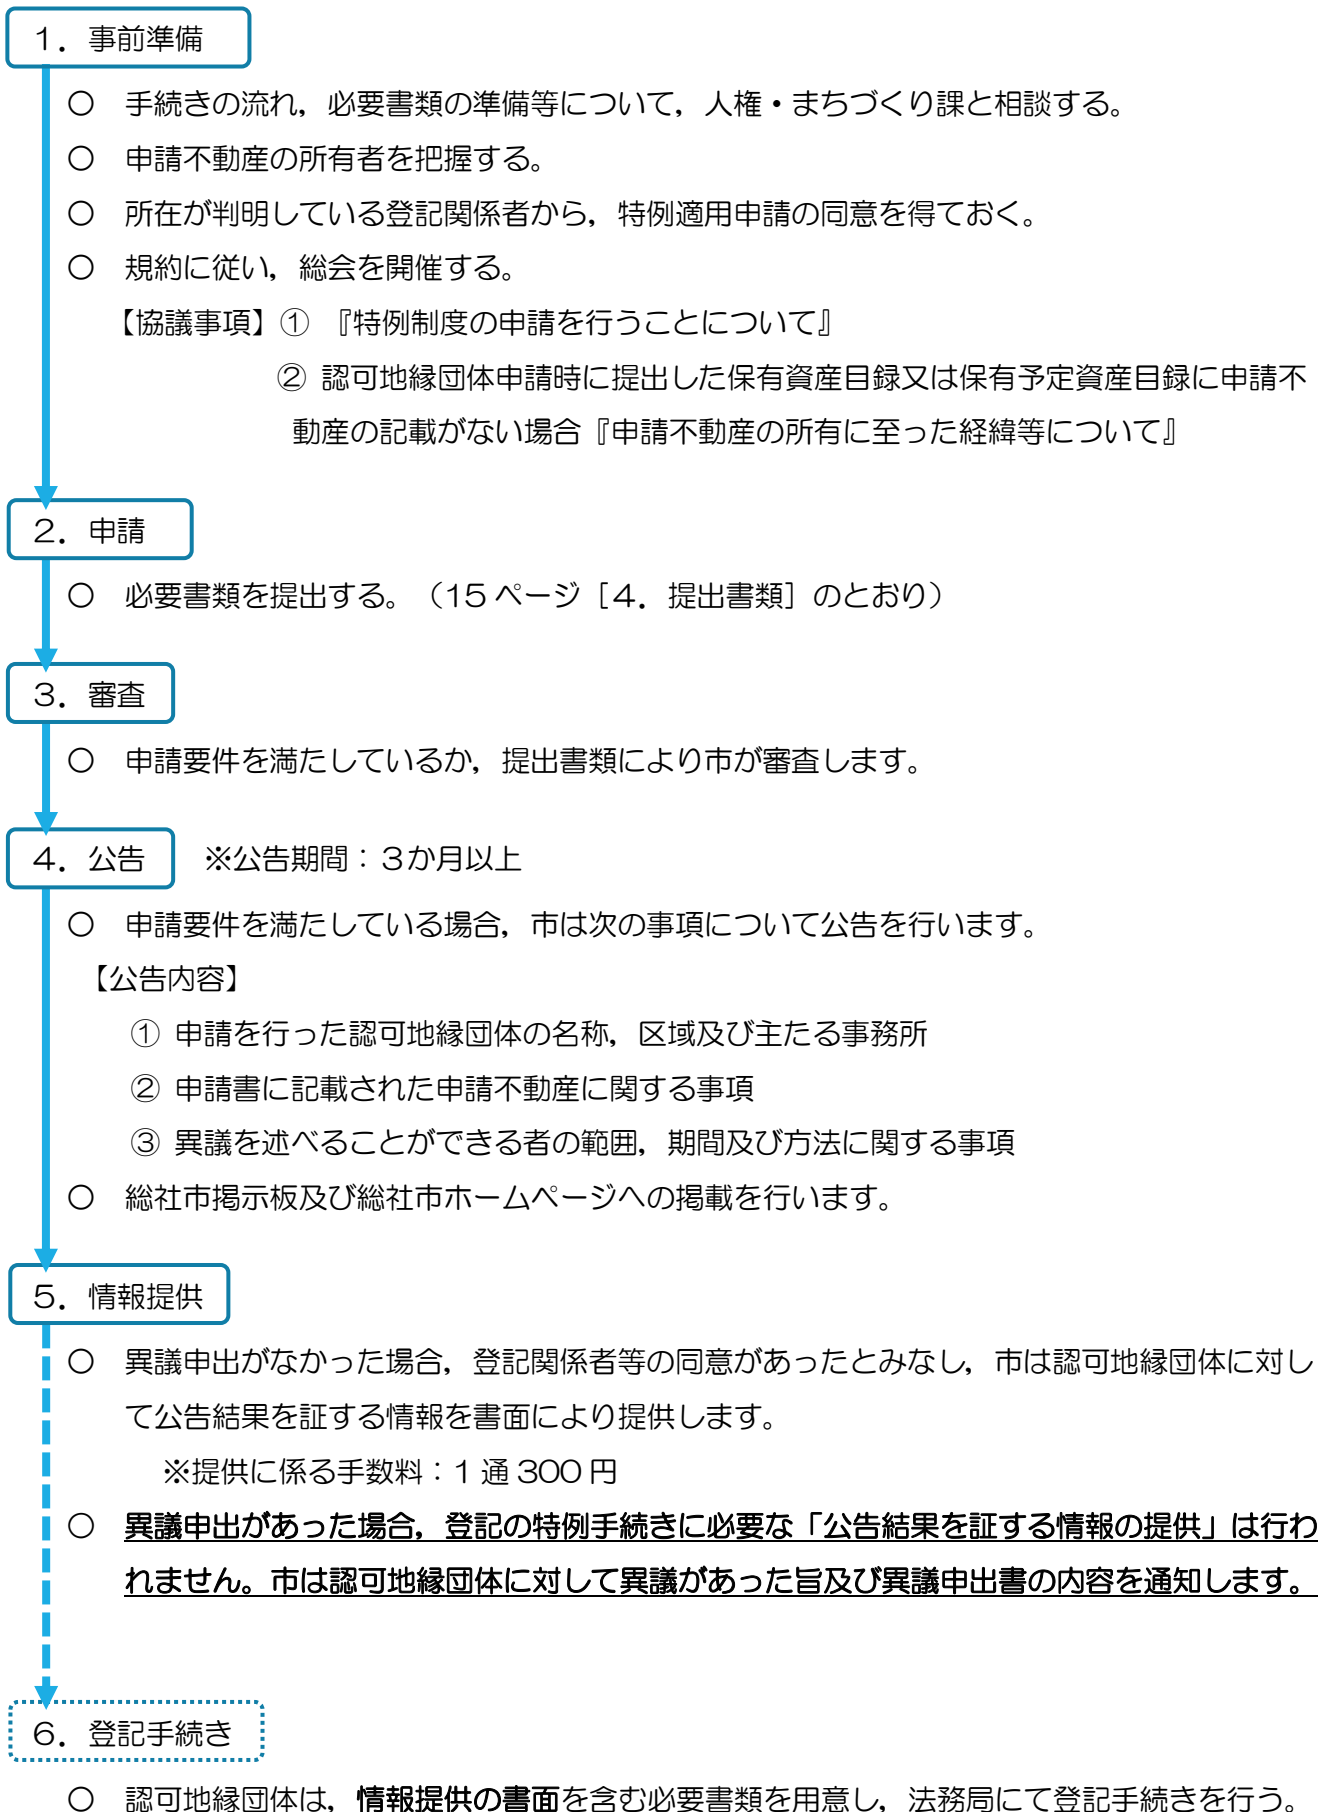 １．事前準備
○　手続きの流れ，必要書類の準備等について，人権・まちづくり課と相談する。
○　申請不動産の所有者を把握する。
○　所在が判明している登記関係者から，特例適用申請の同意を得ておく。
○　規約に従い，総会を開催する。
【協議事項】①　『特例制度の申請を行うことについて』
② 認可地縁団体申請時に提出した保有資産目録又は保有予定資産目録に申請不
動産の記載がない場合『申請不動産の所有に至った経緯等について』
２．申請
○　必要書類を提出する。（15 ページ［４．提出書類］のとおり）
３．審査
○　申請要件を満たしているか，提出書類により市が審査します。
４．公告　※公告期間：３か月以上
○　申請要件を満たしている場合，市は次の事項について公告を行います。
【公告内容】
① 申請を行った認可地縁団体の名称，区域及び主たる事務所
② 申請書に記載された申請不動産に関する事項
③ 異議を述べることができる者の範囲，期間及び方法に関する事項
○　総社市掲示板及び総社市ホームページへの掲載を行います。
５．情報提供
○　異議申出がなかった場合，登記関係者等の同意があったとみなし，市は認可地縁団体に対し
て公告結果を証する情報を書面により提供します。
※提供に係る手数料：1 通 300 円
○　異議申出があった場合，登記の特例手続きに必要な「公告結果を証する情報の提供」は行わ
れません。市は認可地縁団体に対して異議があった旨及び異議申出書の内容を通知します。
６．登記手続き
○　認可地縁団体は，情報提供の書面を含む必要書類を用意し，法務局にて登記手続きを行う。